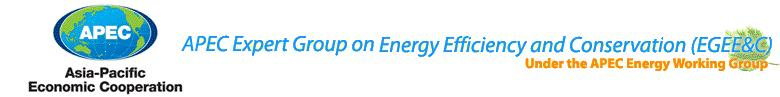 APEC
Asia-Pacific
Economic Cooperation
APEC Expert Group on Energy Efficiency and Conservation (EGEE&C)
Under the APEC Energy Working Group